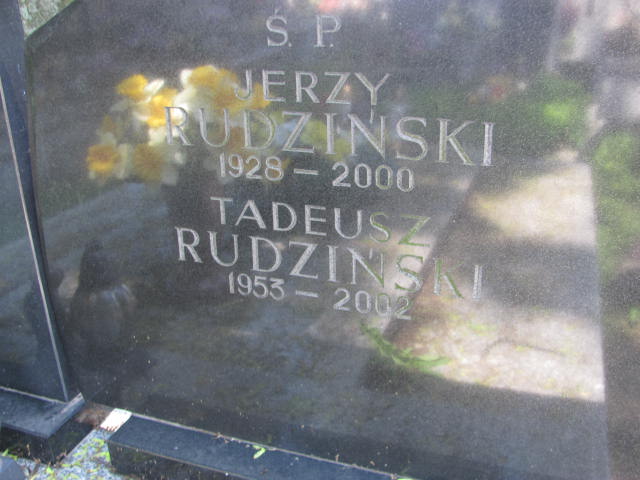 Ś. P.
JERZY
RUDZIŃSKI
1928 – 2000
TADEUSZ
RUDZIŃSKI
1953 – 2002